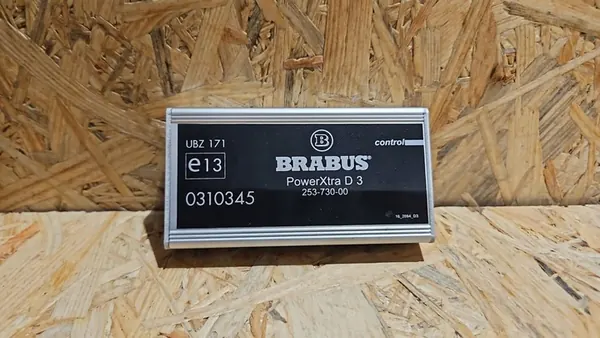 UBZ 171
e13
0310345
B
BRABUS®
PowerXtra D 3
253-730-00
control